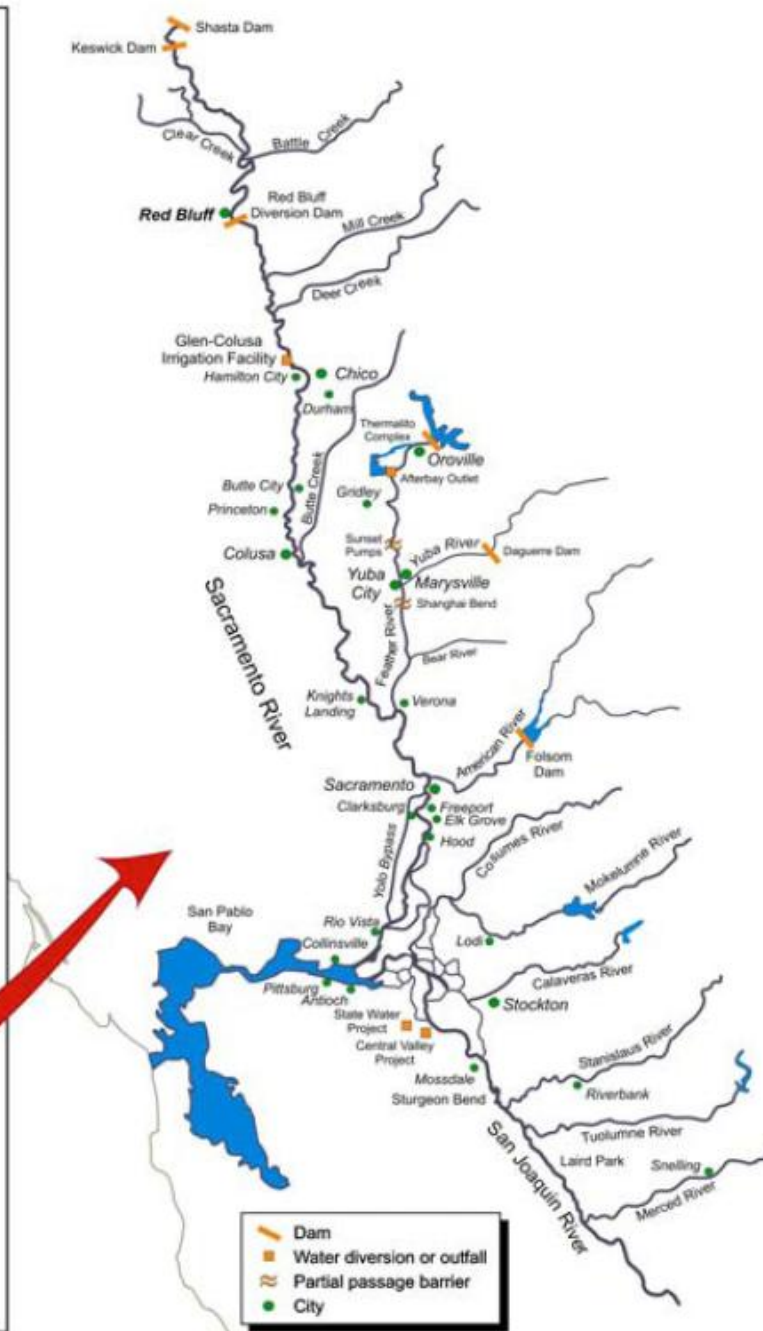 Shasta Dam
Keswick Dam
Clear Creek
Battle Creek
Red Bluff
Red Bluff
Diversion Dam
Mill Creek
Deer Creek
Glen-Colusa
Irrigation Facility
Hamilton City
Chico
Durham
Thermalito
Complex
Oroville
Afterbay Outlet
Butte City
Butte Creek
Gridley
Princeton
Colusa
Sunset
Pumps
Yuba River
Daguerre Dam
Yuba
City
Marysville
Shanghai Bend
Sacramento River
Feather River
Bear River
Knights
Landing
Verona
American River
Folsom
Dam
Sacramento
Clarksburg
Freeport
Elk Grove
Hood
Yolo Bypass
Cosumes River
Mokelumne River
San Pablo
Bay
Rio Vista
Collinsville
Lodi
Calaveras River
Pittsburg
Antioch
Stockton
State Water
Project
Central Valley
Project
Stanislaus River
Mossdale
Riverbank
Sturgeon Bend
Tuolumne River
San Joaquin River
Laird Park
Snelling
Merced River
Dam
Water diversion or outfall
Partial passage barrier
City